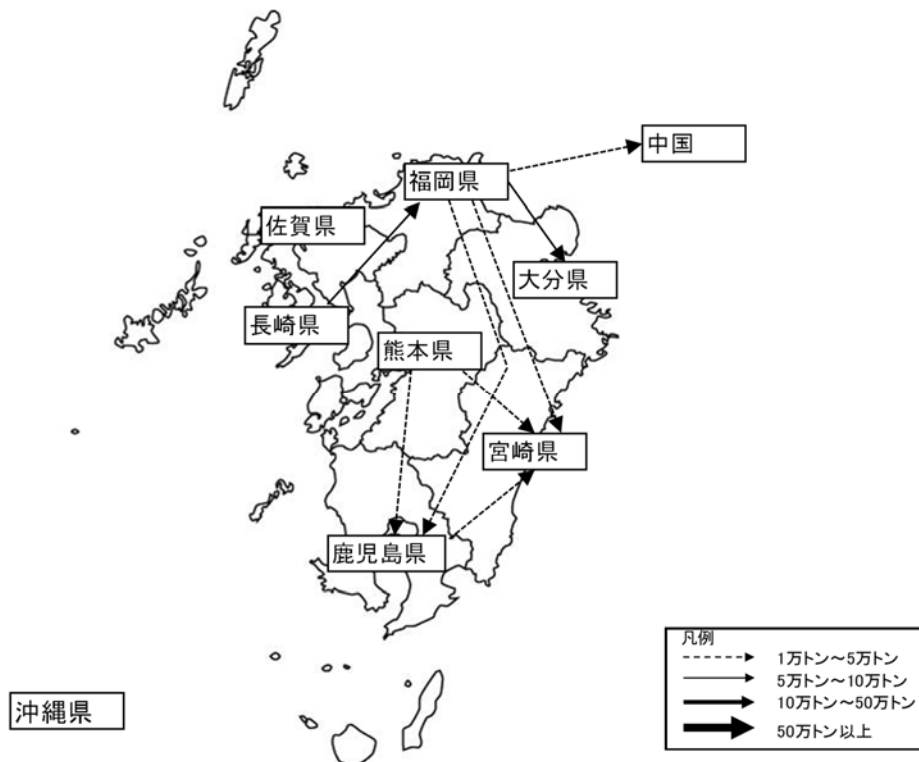 中国
福岡県
佐賀県
大分県
長崎県
熊本県
宮崎県
鹿児島県
沖縄県
凡例
1万トン～5万トン
5万トン～10万トン
10万トン～50万トン
50万トン以上